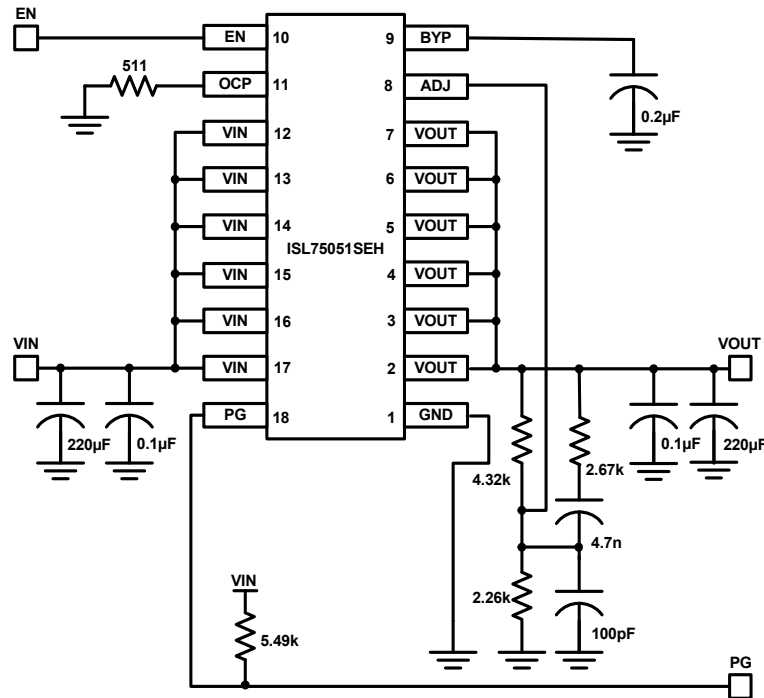 EN
EN 10 9 BYP
511
OCP 11 8 ADJ
0.2µF
VIN 12 7 VOUT
VIN 13 6 VOUT
VIN 14 5 VOUT
ISL75051SEH
VIN 15 4 VOUT
VIN 16 3 VOUT
VIN VOUT
VIN 17 2 VOUT
PG 18 1 GND
220µF 0.1µF 0.1µF 220µF
4.32k 2.67k
4.7n
VIN
2.26k
5.49k 100pF
PG